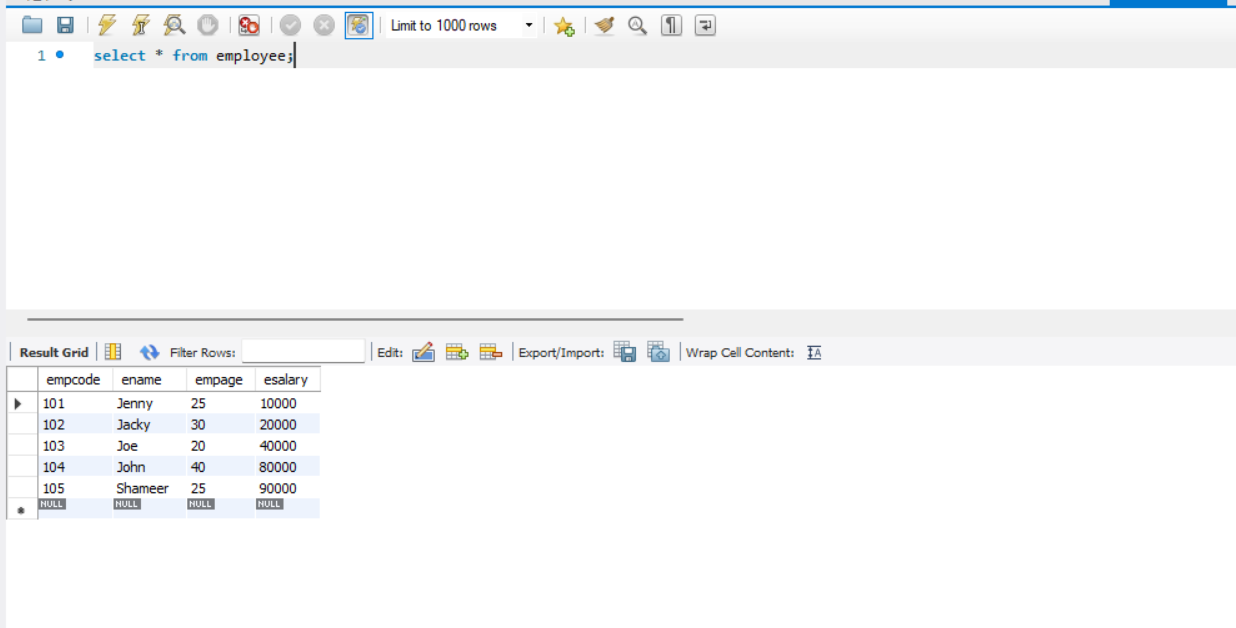 Limit to 1000 rows
1 select * from employee;
Result Grid Filter Rows: Edit: Export/Import: Wrap Cell Content:
empcode ename empage esalary
101 Jenny 25 10000
102 Jacky 30 20000
103 Joe 20 40000
104 John 40 80000
105 Shameer 25 90000
NULL NULL NULL NULL